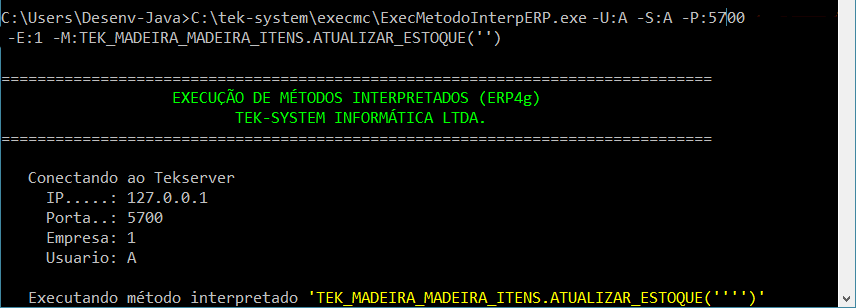 C:\Users\Desenv-Java>C:\tek-system\execmc\ExecMetodoInterpERP.exe -U:A -S:A -P:5700
-E:1 -M:TEK_MADEIRA_MADEIRA_ITENS.ATUALIZAR_ESTOQUE('')
===============================================================================
EXECUÇÃO DE MÉTODOS INTERPRETADOS (ERP4g)
TEK-SYSTEM INFORMÁTICA LTDA.
===============================================================================
Conectando ao Tekserver
IP.....: 127.0.0.1
Porta..: 5700
Empresa: 1
Usuario: A
Executando método interpretado 'TEK_MADEIRA_MADEIRA_ITENS.ATUALIZAR_ESTOQUE('''')'